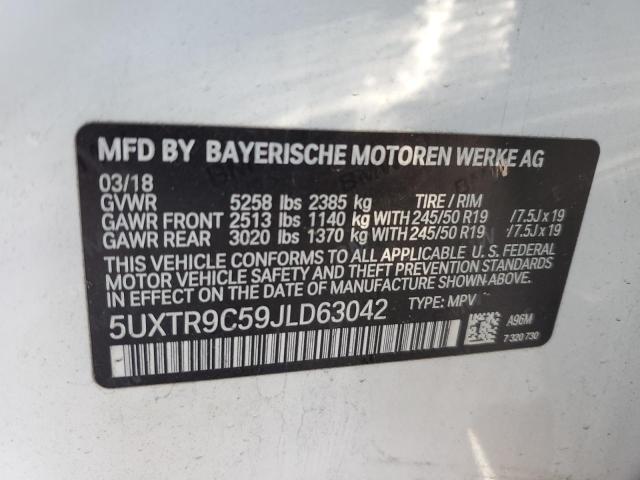 MFD BY BAYERISCHE MOTOREN WERKE AG
03/18
GVWR 5258 lbs 2385 kg TIRE / RIM
GAWR FRONT 2513 lbs 1140 kg WITH 245/50 R19 /7.5J x 19
GAWR REAR 3020 lbs 1370 kg WITH 245/50 R19 /7.5J x 19
THIS VEHICLE CONFORMS TO ALL APPLICABLE U.S. FEDERAL
MOTOR VEHICLE SAFETY AND THEFT PREVENTION STANDARDS
IN EFFECT ON THE DATE OF MANUFACTURE SHOWN ABOVE.
5UXTR9C59JLD63042 TYPE: MPV
A96M
7 320 730